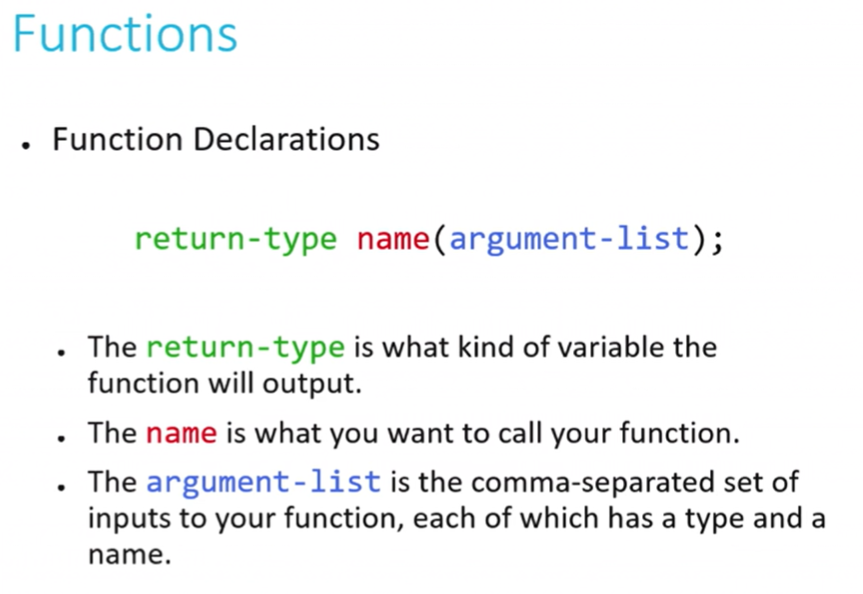 Functions
• Function Declarations
return-type name(argument-list);
• The return-type is what kind of variable the
function will output.
• The name is what you want to call your function.
• The argument-list is the comma-separated set of
inputs to your function, each of which has a type and a
name.